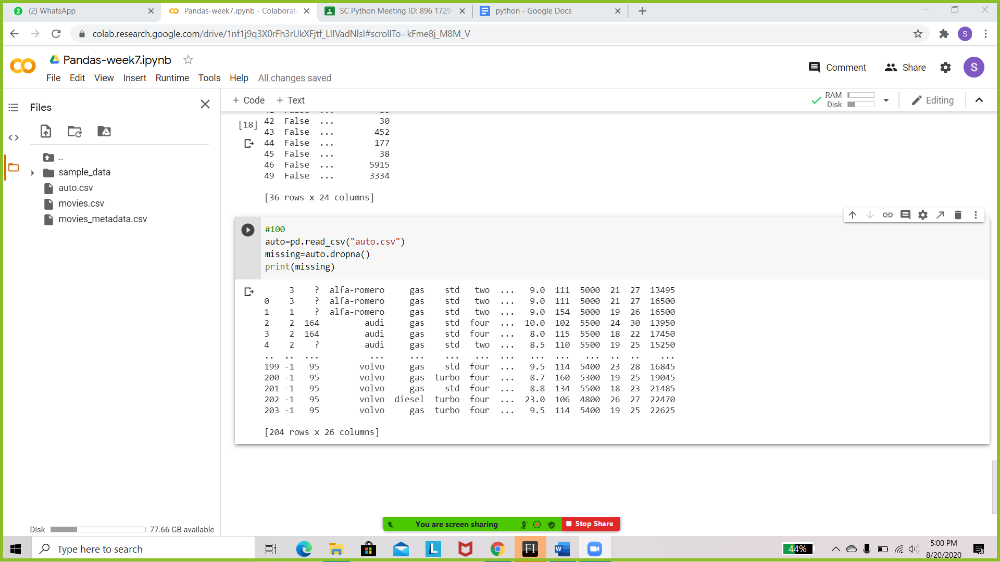 (2) WhatsApp
Pandas-week7.ipynb - Colaborat
SC Python Meeting ID: 896 1729
python - Google Docs
colab.research.google.com/drive/1nf1j9q3X0rFh3rUkXFjtf_LIIVadNlsI#scrollTo=kFme8j_M8M_V
S
Pandas-week7.ipynb
Comment
Share
S
File Edit View Insert Runtime Tools Help All changes saved
Files
+ Code + Text
RAM
Disk
Editing
..
sample_data
auto.csv
movies.csv
movies_metadata.csv
Disk 77.66 GB available
[18]
42 False ... 30
43 False ... 452
44 False ... 177
45 False ... 38
46 False ... 5915
49 False ... 3334
[36 rows x 24 columns]
#100
auto=pd.read_csv("auto.csv")
missing=auto.dropna()
print(missing)
3 ? alfa-romero gas std two ... 9.0 111 5000 21 27 13495
0 3 ? alfa-romero gas std two ... 9.0 111 5000 21 27 16500
1 1 ? alfa-romero gas std two ... 9.0 154 5000 19 26 16500
2 2 164 audi gas std four ... 10.0 102 5500 24 30 13950
3 2 164 audi gas std four ... 8.0 115 5500 18 22 17450
4 2 ? audi gas std two ... 8.5 110 5500 19 25 15250
.. .. ... ... ... ... ... ... ... ... ... .. .. ...
199 -1 95 volvo gas std four ... 9.5 114 5400 23 28 16845
200 -1 95 volvo gas turbo four ... 8.7 160 5300 19 25 19045
201 -1 95 volvo gas std four ... 8.8 134 5500 18 23 21485
202 -1 95 volvo diesel turbo four ... 23.0 106 4800 26 27 22470
203 -1 95 volvo gas turbo four ... 9.5 114 5400 19 25 22625
[204 rows x 26 columns]
You are screen sharing
Stop Share
Type here to search
44%
5:00 PM
8/20/2020